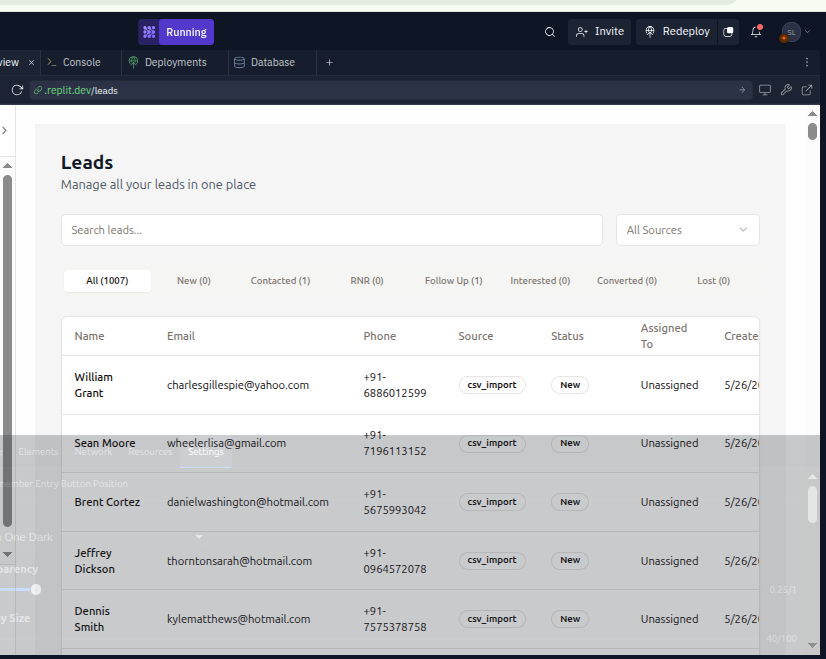 Running
Invite
Redeploy
SL
view
Console
Deployments
Database
.replit.dev/leads
Leads
Manage all your leads in one place
Search leads...
All Sources
All (1007) New (0) Contacted (1) RNR (0) Follow Up (1) Interested (0) Converted (0) Lost (0)
Name Email Phone Source Status Assigned To Create
William Grant charlesgillespie@yahoo.com +91-6886012599 csv_import New Unassigned 5/26/20
Sean Moore wheelerlisa@gmail.com +91-7196113152 csv_import New Unassigned 5/26/20
Elements Network Resources Settings
member Entry Button Position
Brent Cortez danielwashington@hotmail.com +91-5675993042 csv_import New Unassigned 5/26/20
One Dark
Jeffrey Dickson thorntonsarah@hotmail.com +91-0964572078 csv_import New Unassigned 5/26/20
parency
0.25/1
Dennis Smith kylematthews@hotmail.com +91-7575378758 csv_import New Unassigned 5/26/20
y Size
40/100